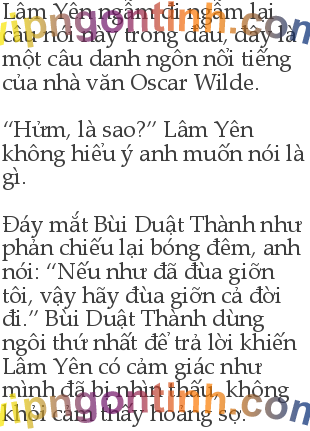 Lâm Yên ngẫm đi ngẫm lại
câu nói này trong đầu, đây là
một câu danh ngôn nổi tiếng
của nhà văn Oscar Wilde.
“Hửm, là sao?” Lâm Yên
không hiểu ý anh muốn nói là
gì.
Đáy mắt Bùi Duật Thành như
phản chiếu lại bóng đêm, anh
nói: “Nếu như đã đùa giỡn
tôi, vậy hãy đùa giỡn cả đời
đi.” Bùi Duật Thành dùng
ngôi thứ nhất để trả lời khiến
Lâm Yên có cảm giác như
mình đã bị nhìn thấu, không
khỏi cảm thấy hoảng sợ.
vipngontinh.com
vipngontinh.com